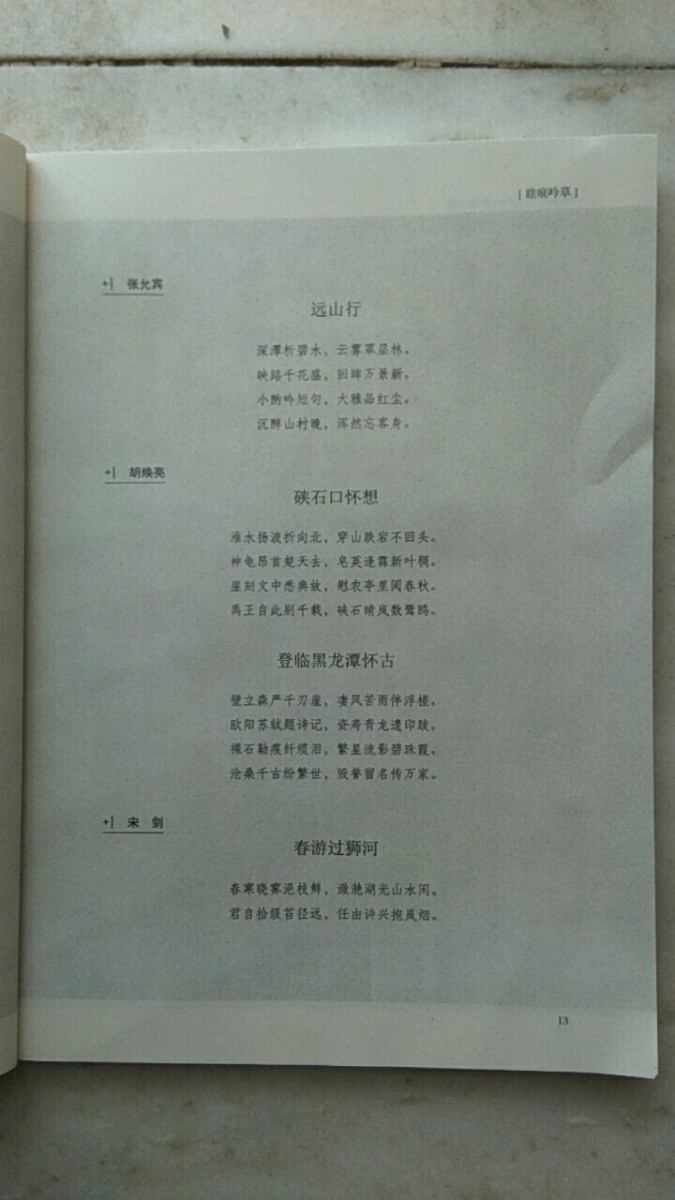 [ 旅痕吟草 ]
+| 张允宾
远山行
深潭析碧水，云雾罩层林。
映路千花盛，回眸万景新。
小酌吟短句，大雅品红尘。
沉醉山村晚，浑然忘客身。
+| 胡焕亮
硖石口怀想
淮水扬波折向北，穿山跌宕不回头。
神龟昂首楚天去，皂荚逢霖新叶稠。
崖刻文中悉典故，慰农亭里阅春秋。
禹王自此别千载，硖石晴岚数鹭鸥。
登临黑龙潭怀古
壁立森严千刃崖，凄风苦雨伴浮槎。
欧阳苏轼题诗记，资寿青龙遗印跋。
裸石勒痕纤缆泪，繁星流影碧珠霞。
沧桑千古纷繁世，毁誉留名传万家。
+| 宋 剑
春游过狮河
春寒晓雾浥枝鲜，潋滟湖光山水闲。
君自拾级苔径远，任由诗兴抱岚烟。
13